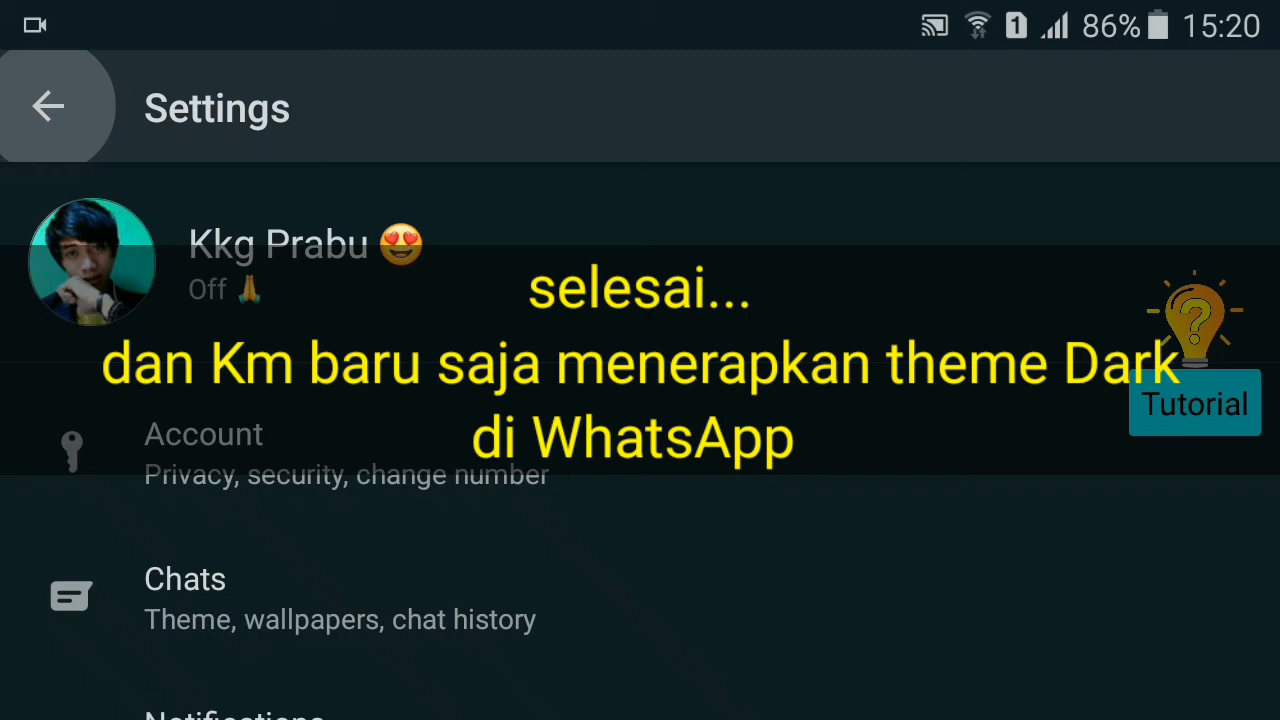 86% 15:20
Settings
Kkg Prabu 😍
Off 🙏
selesai...
dan Km baru saja menerapkan theme Dark
di WhatsApp
Tutorial
Account
Privacy, security, change number
Chats
Theme, wallpapers, chat history
Notifications